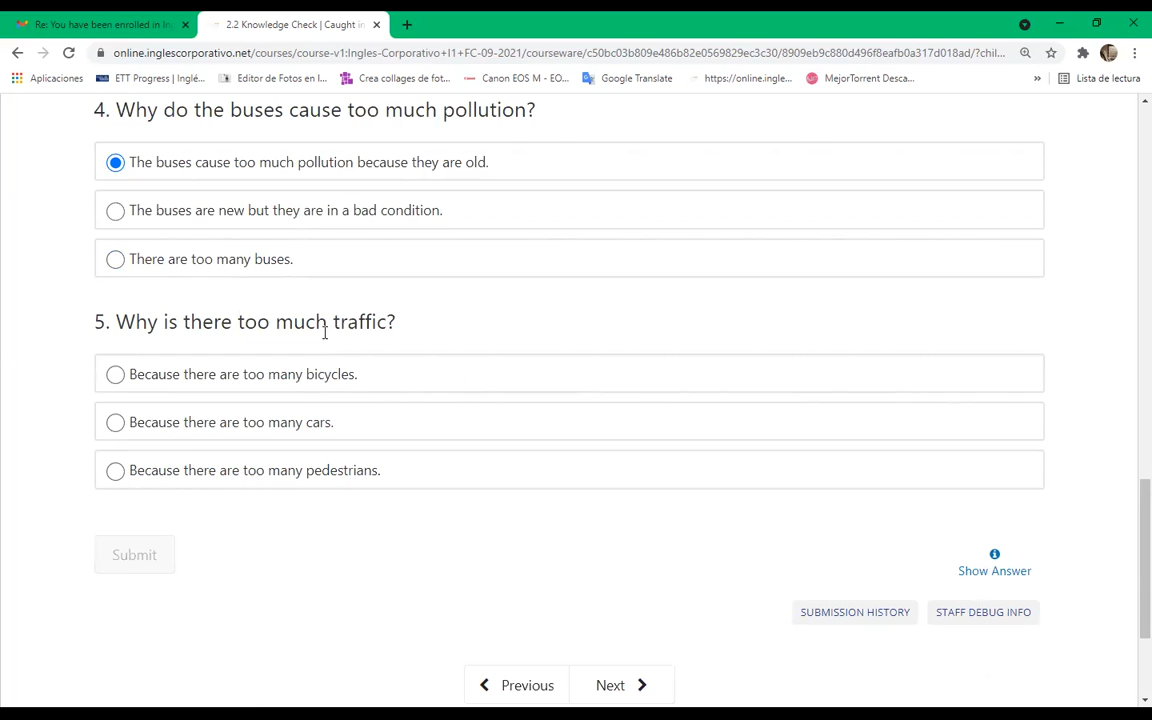 Re: You have been enrolled in Ing
2.2 Knowledge Check | Caught in
online.inglescorporativo.net/courses/course-v1:Ingles-Corporativo+I1+FC-09-2021/courseware/c50bc03b809e486b82e0569829ec3c30/8909eb9c880d496f8eafb0a317d018ad/?chil...
Aplicaciones ETT Progress | Inglé... Editor de Fotos en l... Crea collages de fot... Canon EOS M - EO... Google Translate https://online.ingle... MejorTorrent Desca... » Lista de lectura
4. Why do the buses cause too much pollution?
The buses cause too much pollution because they are old.
The buses are new but they are in a bad condition.
There are too many buses.
5. Why is there too much traffic?
Because there are too many bicycles.
Because there are too many cars.
Because there are too many pedestrians.
Submit
Show Answer
SUBMISSION HISTORY STAFF DEBUG INFO
Previous Next